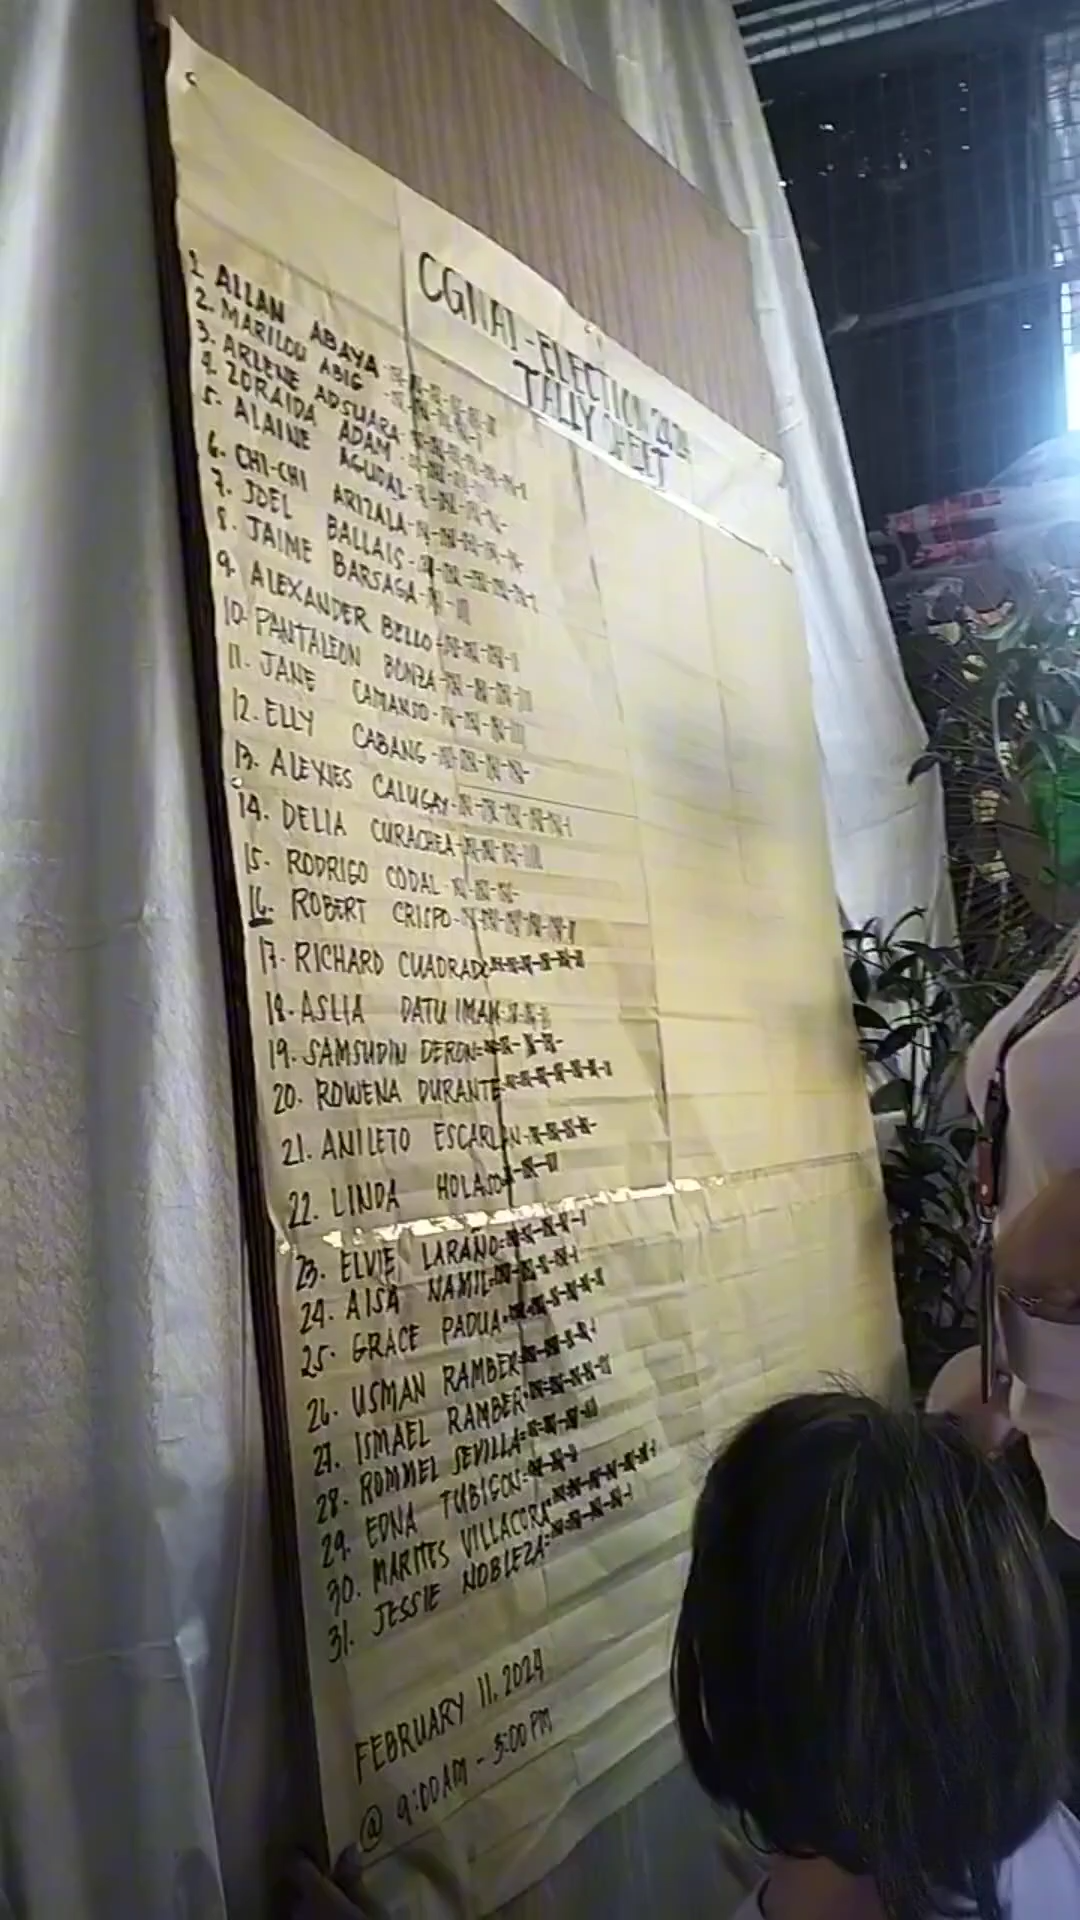 CGNAI-ELECTION 2024
TALLY SHEET
1. ALLAN ABAYA
2. MARILOU ABIG
3. ARLENE ADSUARA
4. ZORAIDA ADAM
5. ALAINE AGUDAL
6. CHI-CHI ARIZALA
7. JOEL BALLAIS
8. JAIME BARSAGA
9. ALEXANDER BELLO
10. PANTALEON BONZA
11. JANE CAMANSO
12. ELLY CABANG
13. ALEXIES CALUGAY
14. DELIA CURACHEA
15. RODRIGO CODAL
16. ROBERT CRISPO
17. RICHARD CUADRADO
18. ASLIA DATU IMAN
19. SAMSUDIN DERON
20. ROWENA DURANTE
21. ANILETO ESCARLAN
22. LINDA HOLASO
23. ELVIE LARAÑO
24. AISA NAMIL
25. GRACE PADUA
26. USMAN RAMBER
27. ISMAEL RAMBER
28. ROMMEL SEVILLA
29. EDNA TUBIGON
30. MARITES VILLACORA
31. JESSIE NOBLEZA
FEBRUARY 11, 2024
@ 9:00AM - 3:00PM